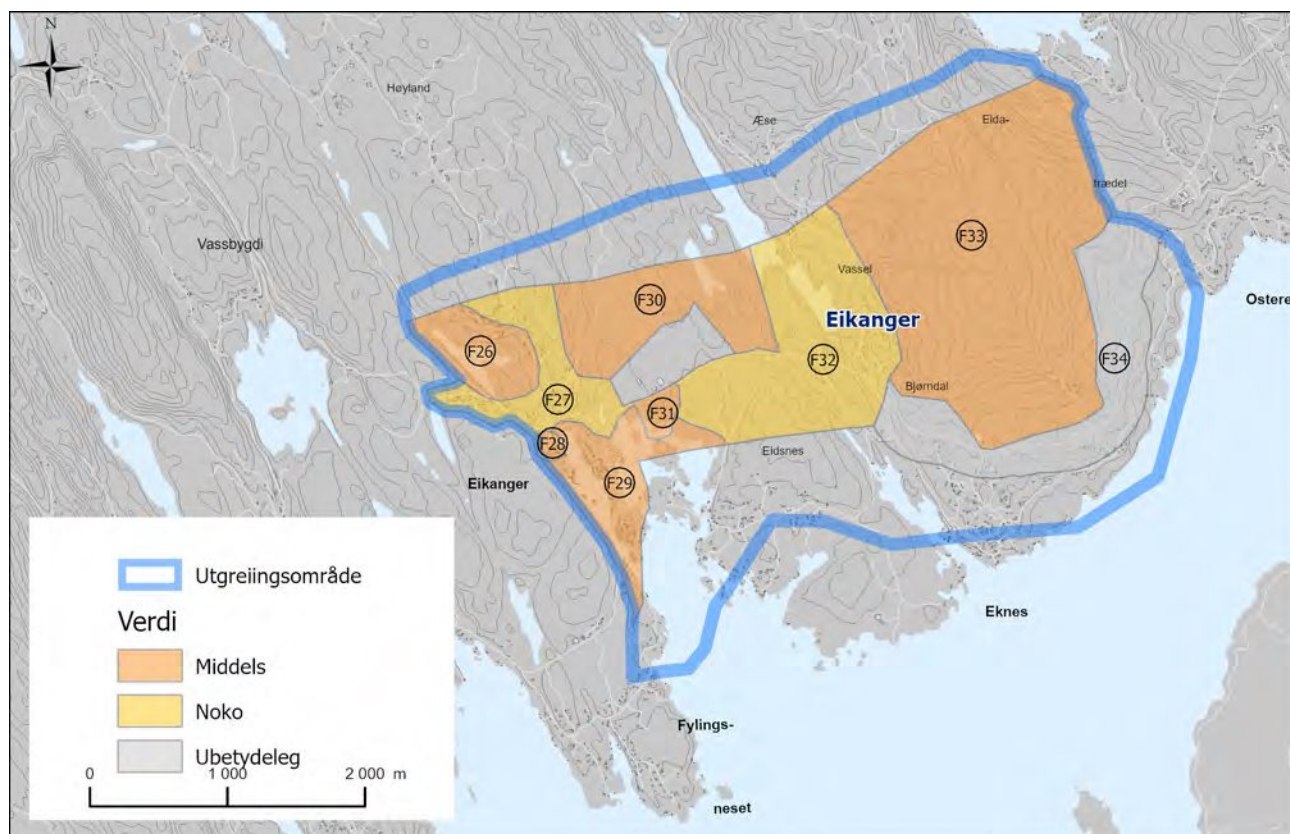 N
Høyland
Æse
Eida-
trædel
Vassbygdi
F33
Vassel
F30
Ostere
Eikanger
F26
F32
F34
Bjørndal
F27
F31
F28
Eidsnes
Eikanger
F29
Utgreiingsområde
Verdi
Middels
Noko
Ubetydeleg
0 1 000 2 000 m
Eknes
Fylings-
neset